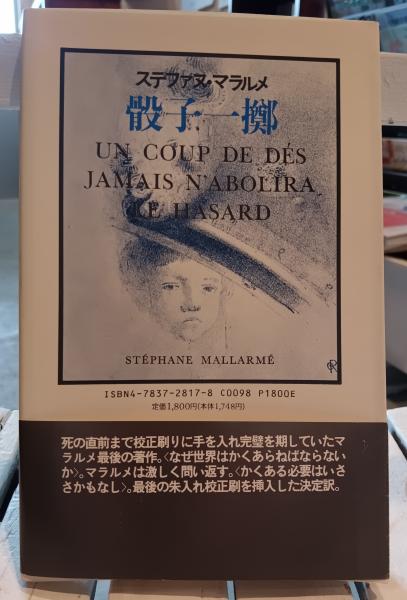 ステファヌ・マラルメ
骰子一擲
UN COUP DE DÉS
JAMAIS N'ABOLIRA
LE HASARD
STÉPHANE MALLARMÉ
ISBN4-7837-2817-8 C0098 P1800E
定価1,800円(本体1,748円)
死の直前まで校正刷りに手を入れ完璧を期していたマ
ラルメ最後の著作。〈なぜ世界はかくあらねばならない
か〉。マラルメは激しく問い返す。〈かくある必要はいさ
さかもなし〉。最後の朱入れ校正刷を挿入した決定訳。